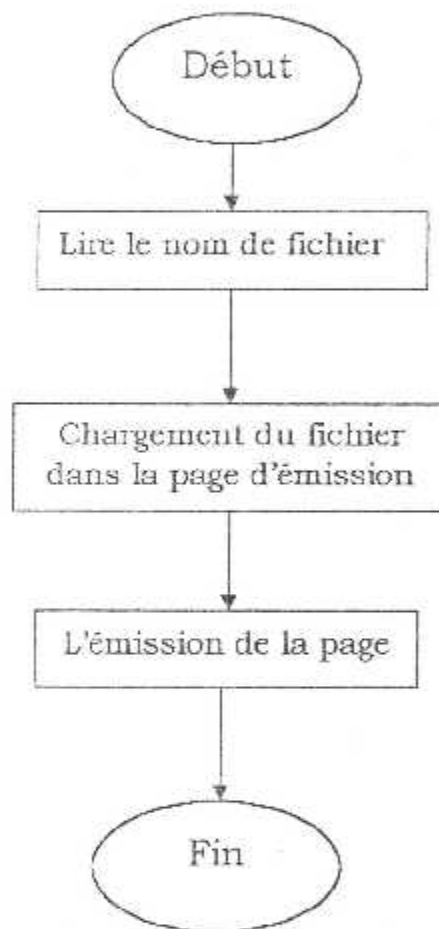 Début
Lire le nom de fichier
Chargement du fichier
dans la page d'émission
L'émission de la page
Fin